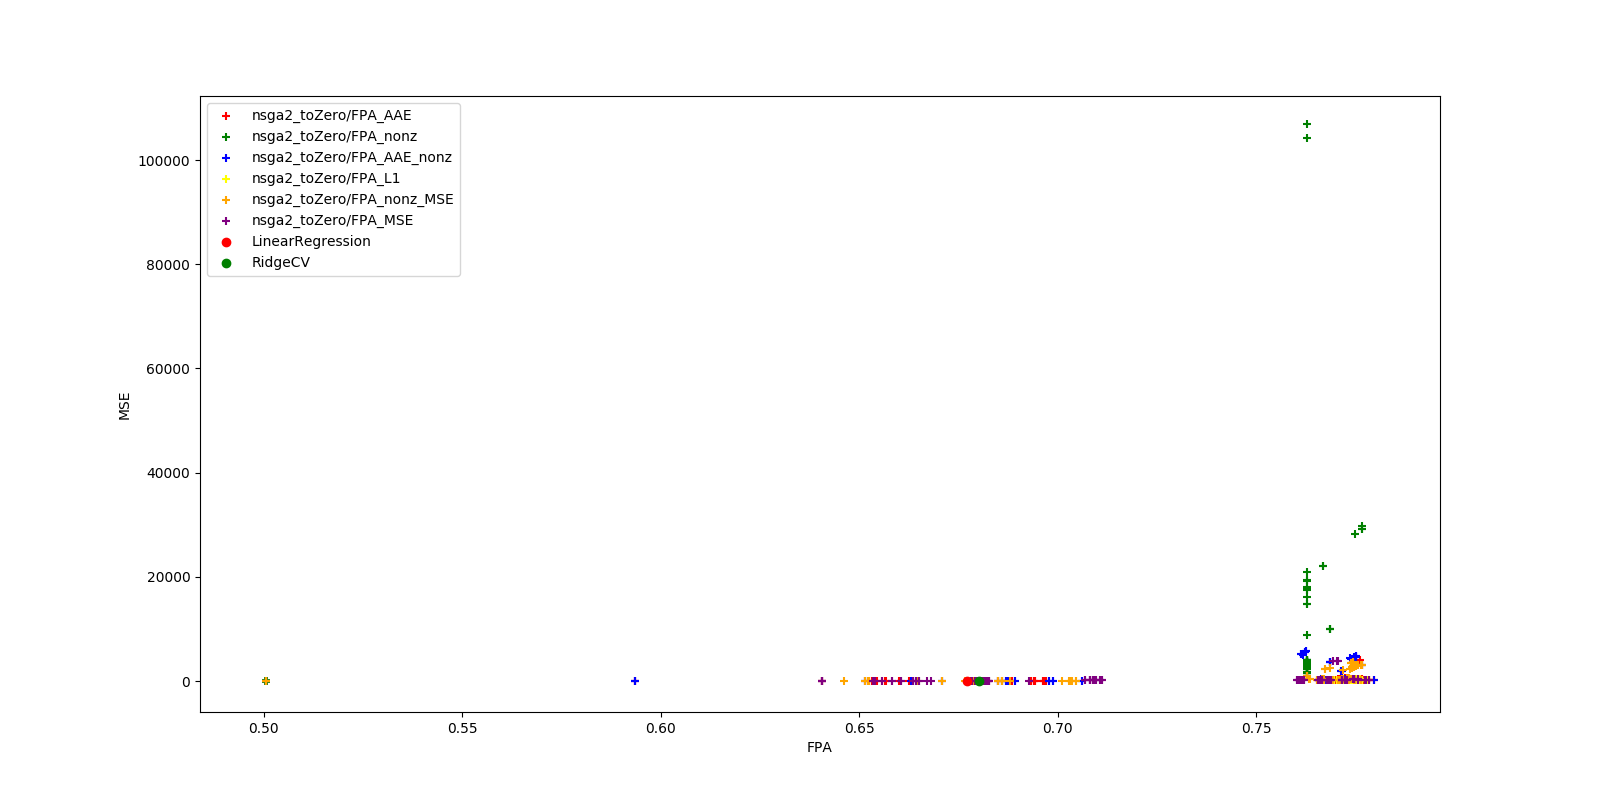 nsga2_toZero/FPA_AAE
nsga2_toZero/FPA_nonz
nsga2_toZero/FPA_AAE_nonz
nsga2_toZero/FPA_L1
nsga2_toZero/FPA_nonz_MSE
nsga2_toZero/FPA_MSE
LinearRegression
RidgeCV
100000
80000
60000
40000
20000
0
MSE
0.50 0.55 0.60 0.65 0.70 0.75
FPA